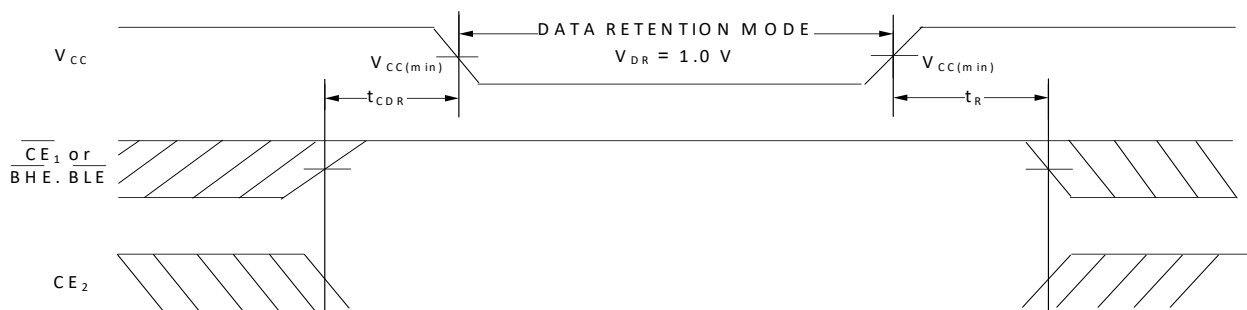 DATA RETENTION MODE
VCC
VCC(min)
VDR = 1.0 V
VCC(min)
tCDR
tR
CE1 or
BHE. BLE
CE2